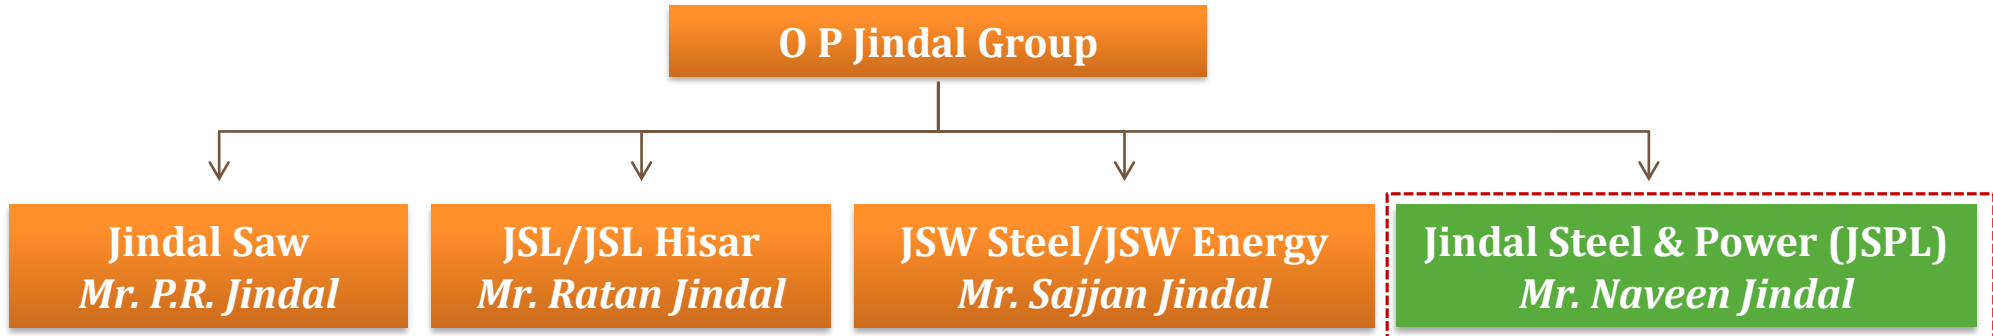 O P Jindal Group
Jindal Saw
Mr. P.R. Jindal
JSL/JSL Hisar
Mr. Ratan Jindal
JSW Steel/JSW Energy
Mr. Sajjan Jindal
Jindal Steel & Power (JSPL)
Mr. Naveen Jindal